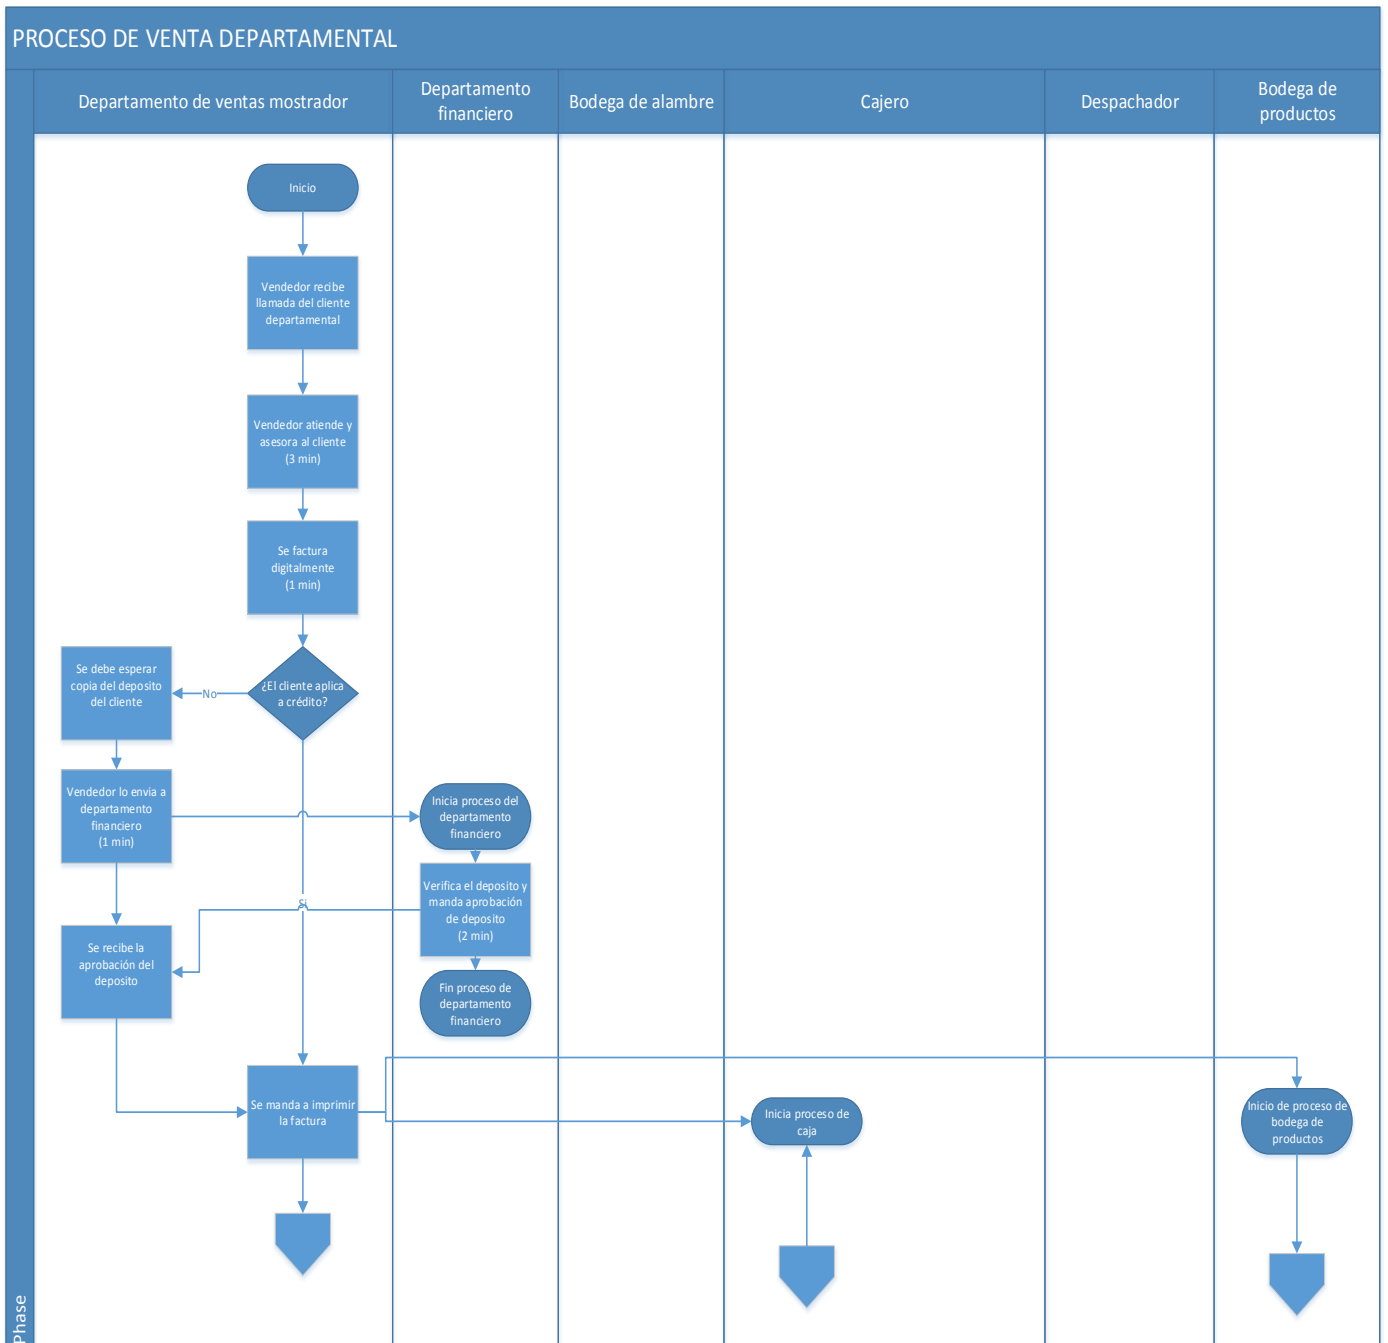 PROCESO DE VENTA DEPARTAMENTAL
Departamento de ventas mostrador
Departamento
financiero
Bodega de alambre
Cajero
Despachador
Bodega de
productos
Inicio
Vendedor recibe
llamada del cliente
departamental
Vendedor atiende y
asesora al cliente
(3 min)
Se factura
digitalmente
(1 min)
¿El cliente aplica
a crédito?
No
Se debe esperar
copia del deposito
del cliente
Vendedor lo envia a
departamento
financiero
(1 min)
Inicia proceso del
departamento
financiero
Verifica el deposito y
manda aprobación
de deposito
(2 min)
Si
Se recibe la
aprobación del
deposito
Fin proceso de
departamento
financiero
Se manda a imprimir
la factura
Inicia proceso de
caja
Inicio de proceso de
bodega de
productos
Phase